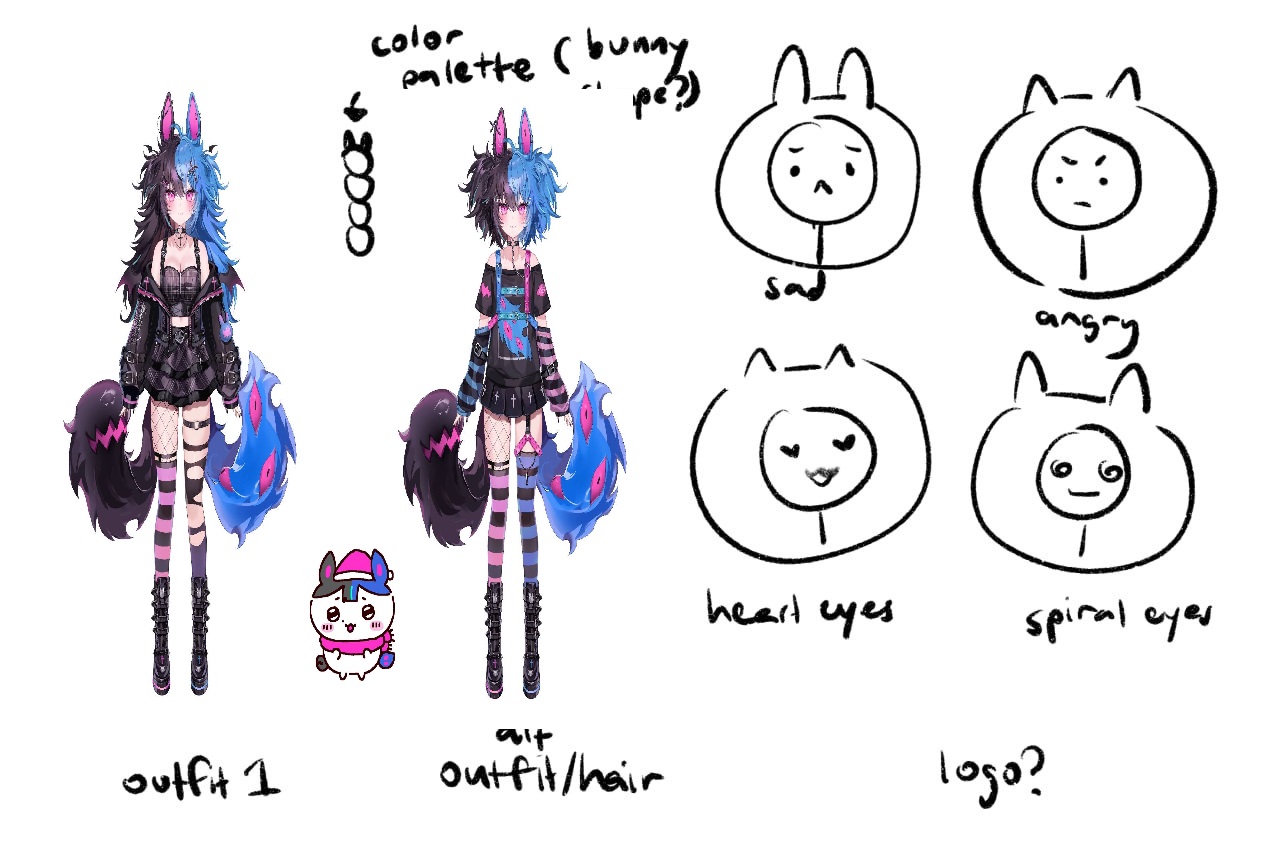 color
palette (bunny
pe?)
sad
angry
heart eyes
spiral eyes
outfit 1
alt
outfit/hair
logo?